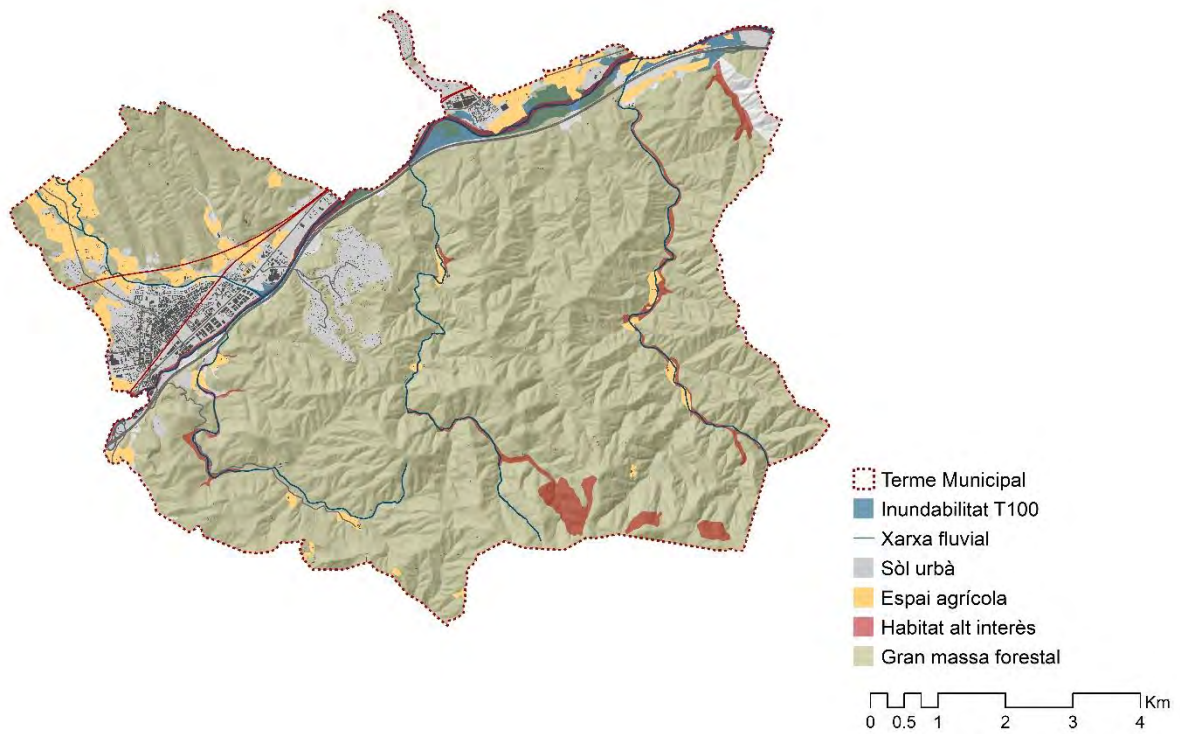 Terme Municipal
Inundabilitat T100
Xarxa fluvial
Sòl urbà
Espai agrícola
Habitat alt interès
Gran massa forestal
Km
0 0.5 1 2 3 4